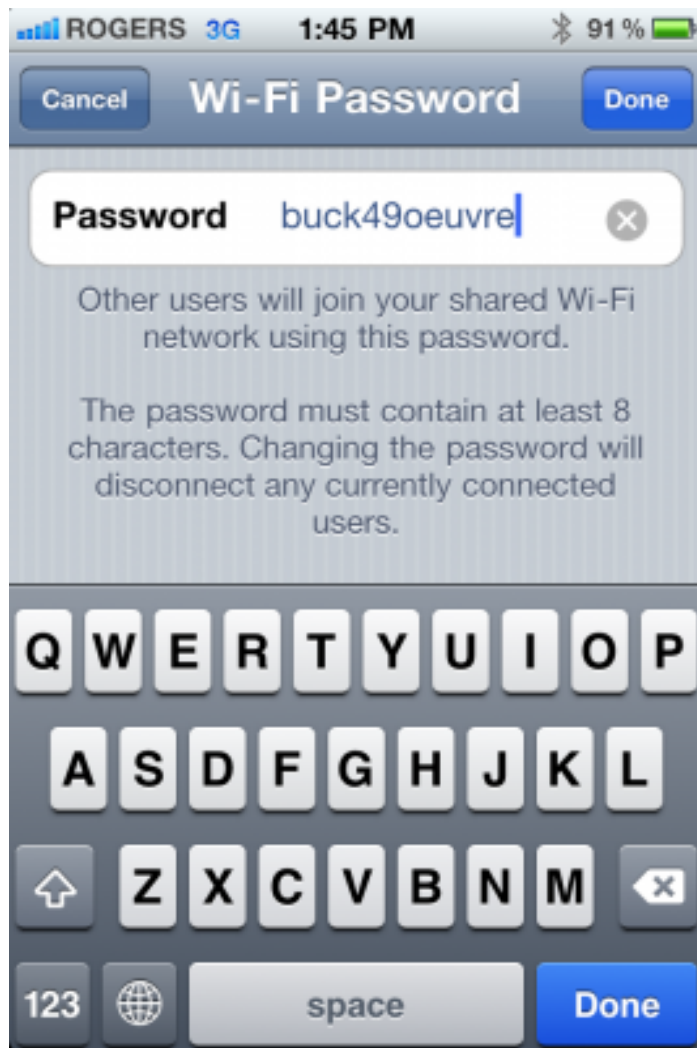 ROGERS 3G 1:45 PM 91 %
Cancel Wi-Fi Password Done
Password buck49oeuvre
Other users will join your shared Wi-Fi
network using this password.
The password must contain at least 8
characters. Changing the password will
disconnect any currently connected
users.
Q W E R T Y U I O P
A S D F G H J K L
Z X C V B N M
123 space Done